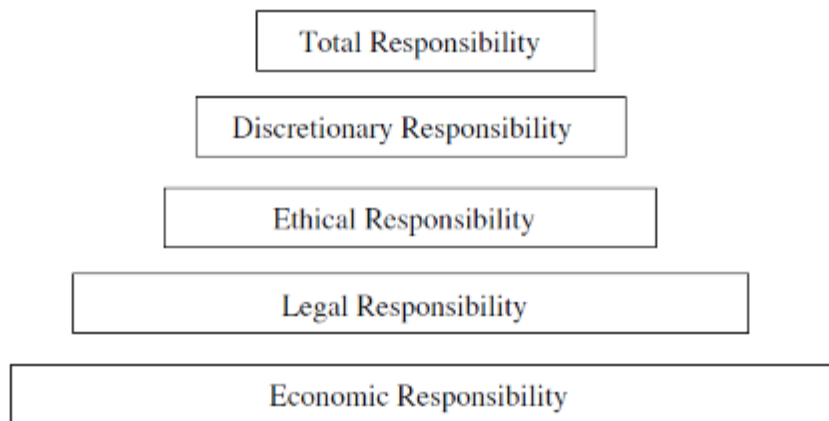 Total Responsibility
Discretionary Responsibility
Ethical Responsibility
Legal Responsibility
Economic Responsibility